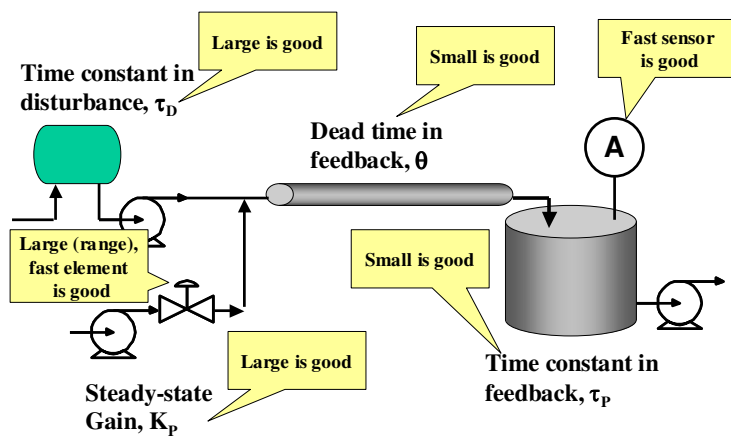 Large is good
Time constant in
disturbance, τD
Small is good
Fast sensor
is good
Dead time in
feedback, θ
A
Large (range),
fast element
is good
Small is good
Large is good
Time constant in
feedback, τP
Steady-state
Gain, KP